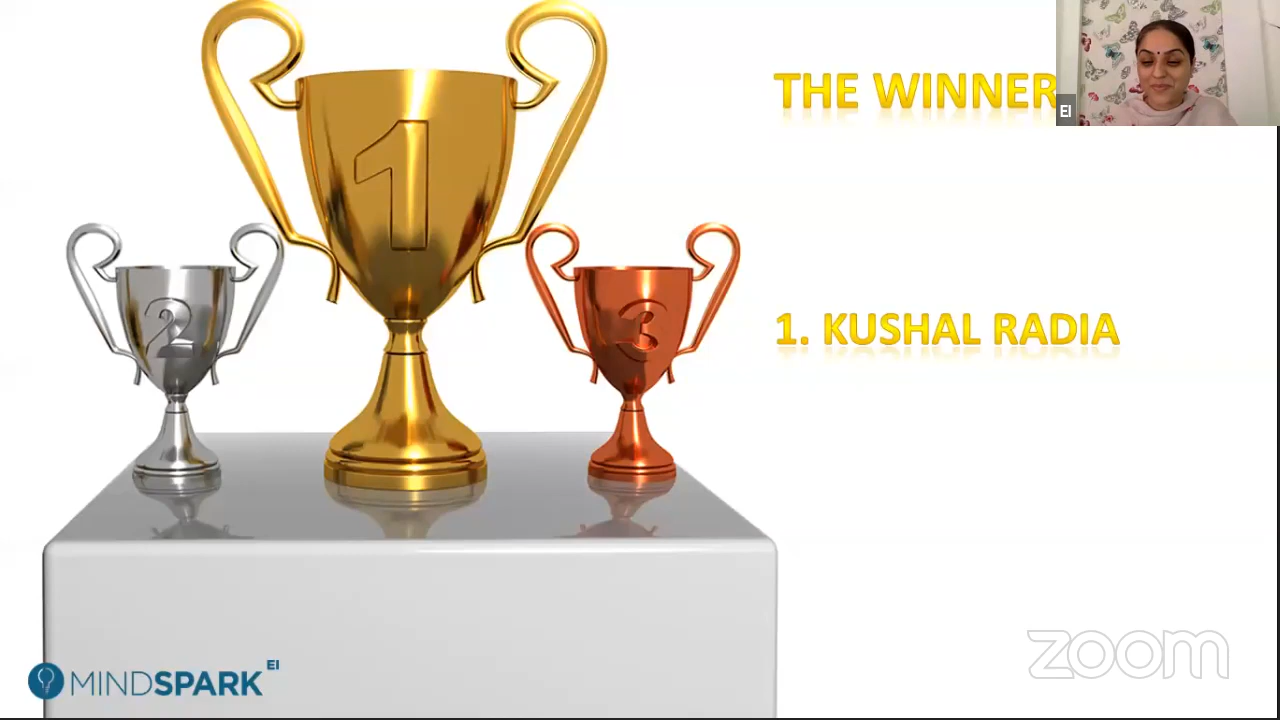 THE WINNER
EI
1
2
3
1. KUSHAL RADIA
zoom
MINDSPARK EI